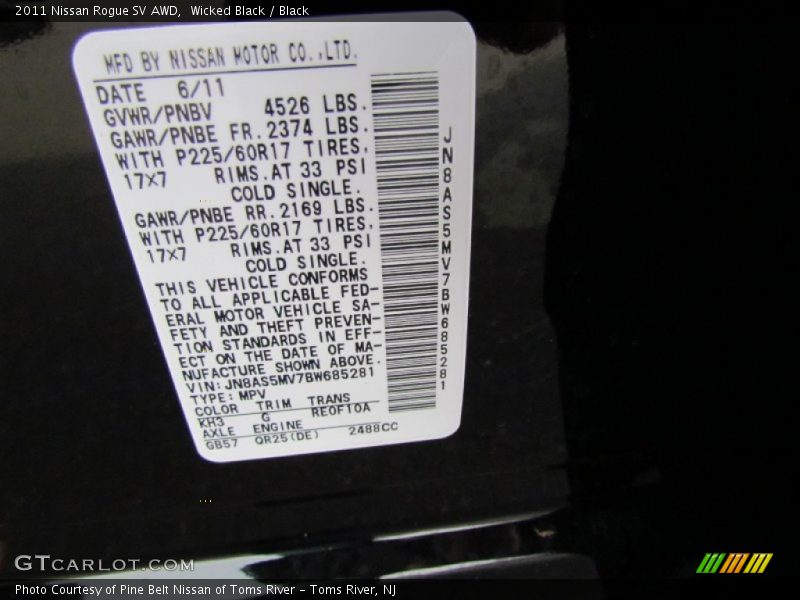 2011 Nissan Rogue SV AWD,  Wicked Black / Black
MFD BY NISSAN MOTOR CO.,LTD.
DATE 6/11
GVWR/PNBV 4526 LBS.
GAWR/PNBE FR.2374 LBS.
WITH P225/60R17 TIRES,
17x7 RIMS.AT 33 PSI
COLD SINGLE.
GAWR/PNBE RR.2169 LBS.
WITH P225/60R17 TIRES,
17x7 RIMS.AT 33 PSI
COLD SINGLE.
THIS VEHICLE CONFORMS
TO ALL APPLICABLE FED-
ERAL MOTOR VEHICLE SA-
FETY AND THEFT PREVEN-
TION STANDARDS IN EFF-
ECT ON THE DATE OF MA-
NUFACTURE SHOWN ABOVE.
VIN:JN8AS5MV7BW685281
TYPE:MPV
COLOR TRIM TRANS
KH3 G RE0F10A
AXLE ENGINE
GB57 QR25(DE) 2488CC
JN8AS5MV7BW685281
GTCARLOT.COM
Photo Courtesy of Pine Belt Nissan of Toms River – Toms River, NJ